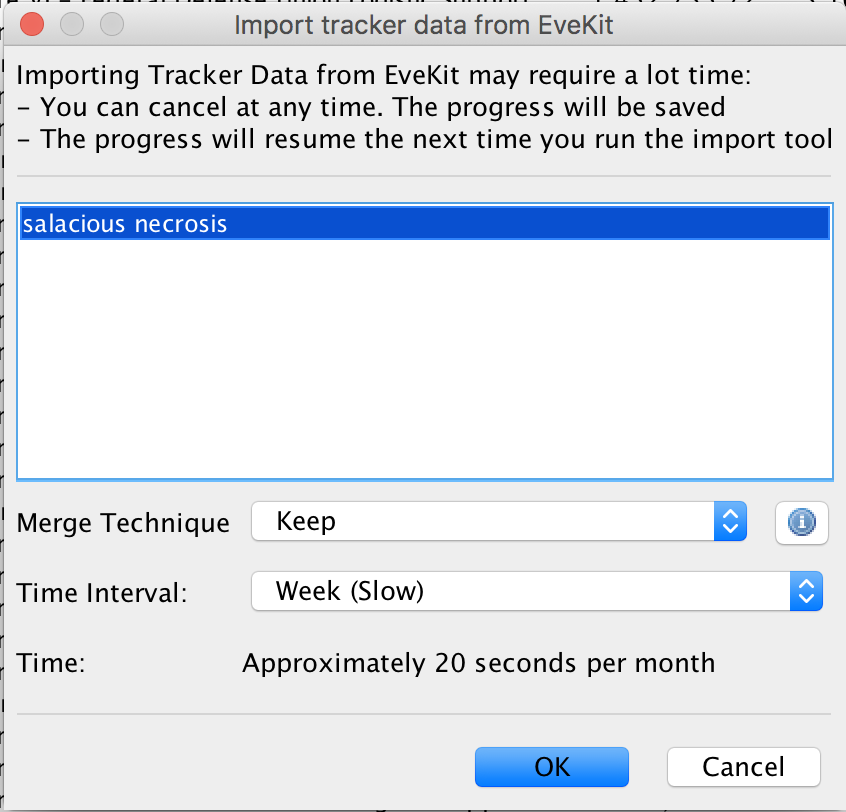 Import tracker data from EveKit
Importing Tracker Data from EveKit may require a lot time:
- You can cancel at any time. The progress will be saved
- The progress will resume the next time you run the import tool
salacious necrosis
Merge Technique Keep
Time Interval: Week (Slow)
Time: Approximately 20 seconds per month
OK Cancel